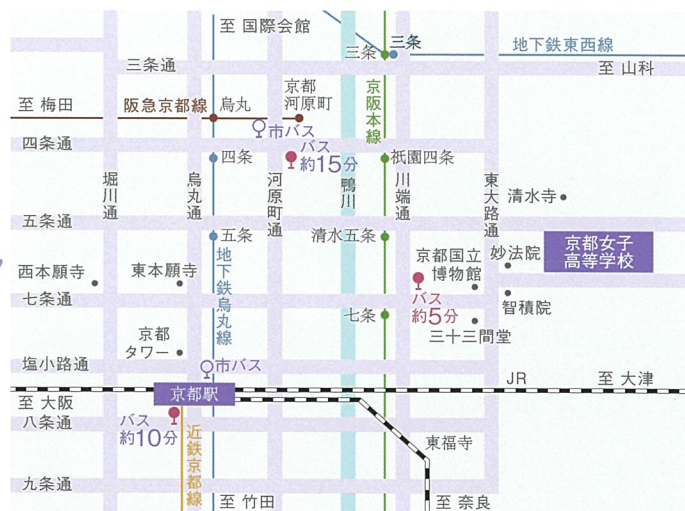 至 国際会館
三条
三条
地下鉄東西線
三条通
至 山科
京都
河原町
至 梅田
阪急京都線
烏丸
京阪本線
市バス
四条通
四条
バス
約15分
祇園四条
堀川通
烏丸通
河原町通
鴨川
川端通
東大路通
清水寺
五条通
五条
清水五条
京都女子
高等学校
妙法院
京都国立
博物館
地下鉄烏丸線
西本願寺
東本願寺
七条通
バス
約5分
智積院
七条
三十三間堂
京都
タワー
塩小路通
市バス
JR
至 大津
京都駅
至 大阪
八条通
バス
約10分
近鉄京都線
東福寺
九条通
至 竹田
至 奈良